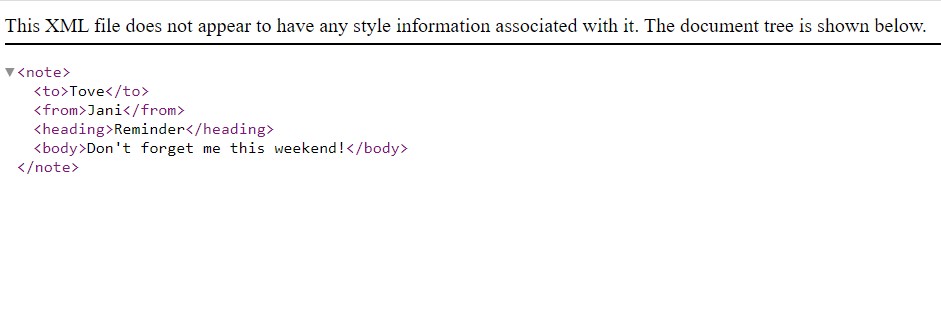 This XML file does not appear to have any style information associated with it. The document tree is shown below.
▼<note>
<to>Tove</to>
<from>Jani</from>
<heading>Reminder</heading>
<body>Don't forget me this weekend!</body>
</note>